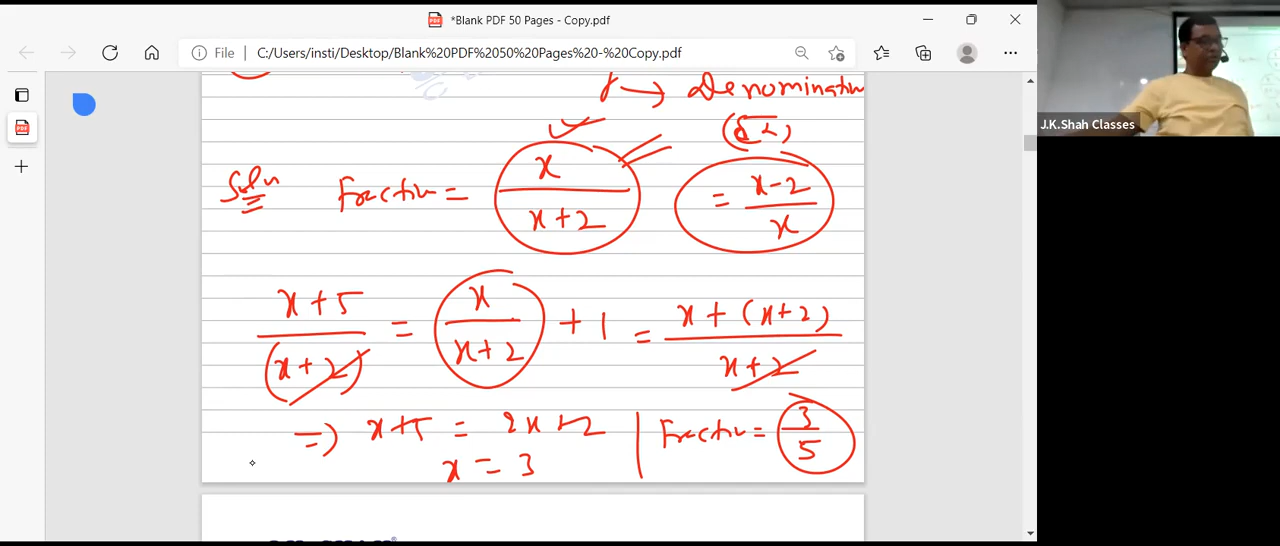 *Blank PDF 50 Pages - Copy.pdf
File C:/Users/insti/Desktop/Blank%20PDF%2050%20Pages%20-%20Copy.pdf
J.K.Shah Classes
→ Denominator
Soln Fraction = x/(x+2) = (x-2)/x
(x+5)/(x+2) = x/(x+2) + 1 = (x+(x+2))/(x+2)
⇒ x+5 = 2x+2 | Fraction = 3/5
x = 3